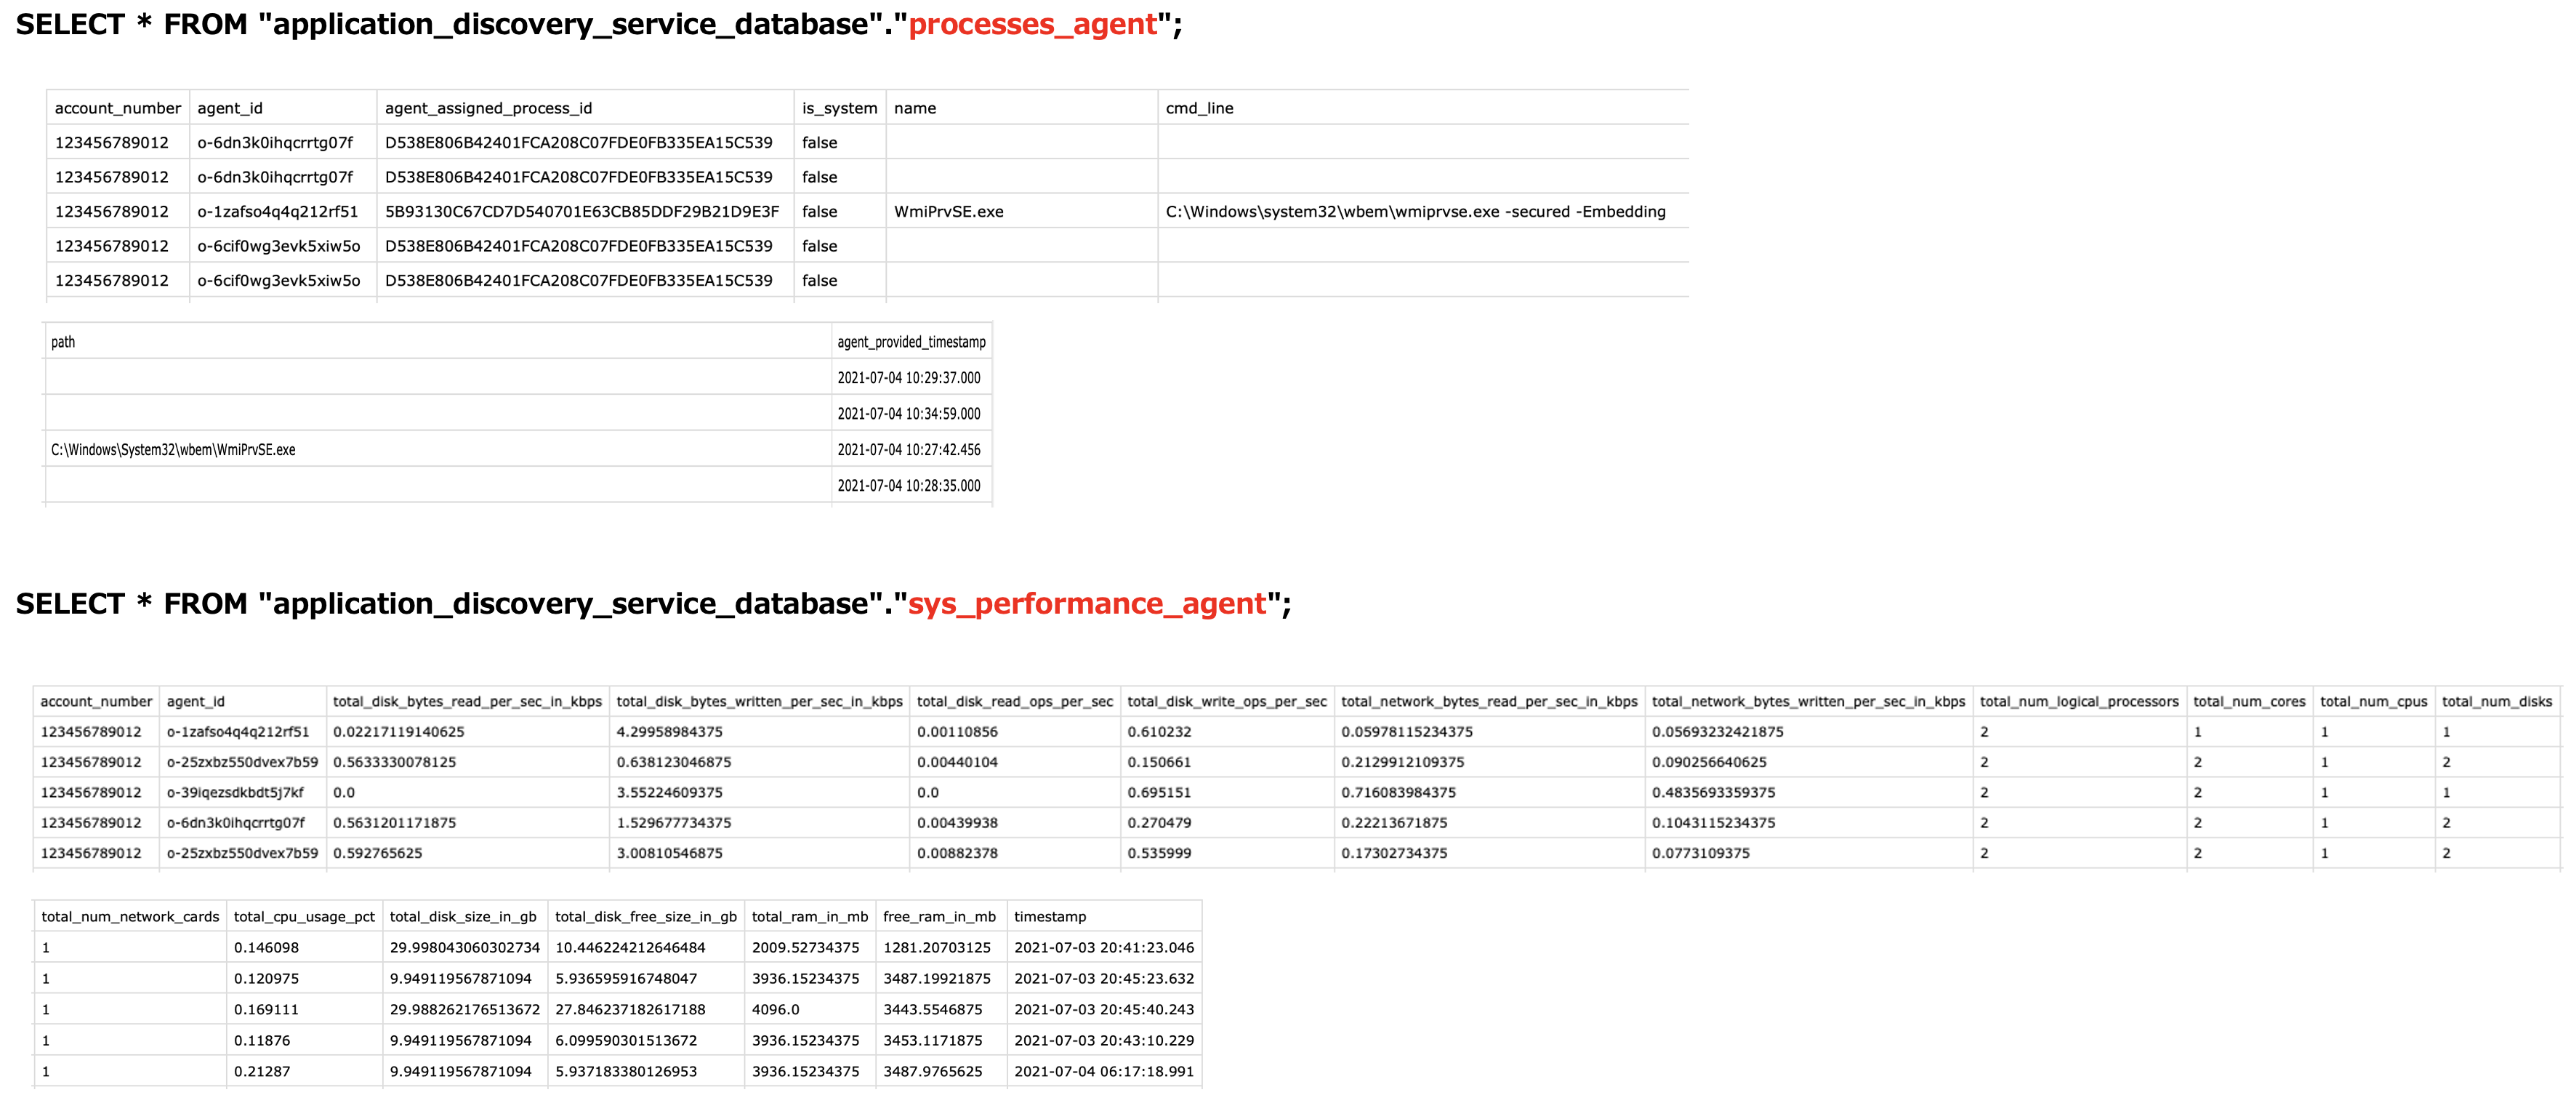 SELECT * FROM "application_discovery_service_database"."processes_agent";
account_number agent_id agent_assigned_process_id is_system name cmd_line
123456789012 o-6dn3k0ihqcrrtg07f D538E806B42401FCA208C07FDE0FB335EA15C539 false
123456789012 o-6dn3k0ihqcrrtg07f D538E806B42401FCA208C07FDE0FB335EA15C539 false
123456789012 o-1zafso4q4q212rf51 5B93130C67CD7D540701E63CB85DDF29B21D9E3F false WmiPrvSE.exe C:\Windows\system32\wbem\wmiprvse.exe -secured -Embedding
123456789012 o-6cif0wg3evk5xiw5o D538E806B42401FCA208C07FDE0FB335EA15C539 false
123456789012 o-6cif0wg3evk5xiw5o D538E806B42401FCA208C07FDE0FB335EA15C539 false
path agent_provided_timestamp
2021-07-04 10:29:37.000
2021-07-04 10:34:59.000
C:\Windows\System32\wbem\WmiPrvSE.exe 2021-07-04 10:27:42.456
2021-07-04 10:28:35.000
SELECT * FROM "application_discovery_service_database"."sys_performance_agent";
account_number agent_id total_disk_bytes_read_per_sec_in_kbps total_disk_bytes_written_per_sec_in_kbps total_disk_read_ops_per_sec total_disk_write_ops_per_sec total_network_bytes_read_per_sec_in_kbps total_network_bytes_written_per_sec_in_kbps total_num_logical_processors total_num_cores total_num_cpus total_num_disks
123456789012 o-1zafso4q4q212rf51 0.02217119140625 4.29958984375 0.00110856 0.610232 0.05978115234375 0.05693232421875 2 1 1 1
123456789012 o-25zxbz550dvex7b59 0.5633330078125 0.638123046875 0.00440104 0.150661 0.2129912109375 0.090256640625 2 2 1 2
123456789012 o-39iqezsdkbdt5j7kf 0.0 3.55224609375 0.0 0.695151 0.716083984375 0.4835693359375 2 2 1 1
123456789012 o-6dn3k0ihqcrrtg07f 0.5631201171875 1.529677734375 0.00439938 0.270479 0.22213671875 0.1043115234375 2 2 1 2
123456789012 o-25zxbz550dvex7b59 0.592765625 3.00810546875 0.00882378 0.535999 0.17302734375 0.0773109375 2 2 1 2
total_num_network_cards total_cpu_usage_pct total_disk_size_in_gb total_disk_free_size_in_gb total_ram_in_mb free_ram_in_mb timestamp
1 0.146098 29.998043060302734 10.446224212646484 2009.52734375 1281.20703125 2021-07-03 20:41:23.046
1 0.120975 9.949119567871094 5.936595916748047 3936.15234375 3487.19921875 2021-07-03 20:45:23.632
1 0.169111 29.988262176513672 27.846237182617188 4096.0 3443.5546875 2021-07-03 20:45:40.243
1 0.11876 9.949119567871094 6.099590301513672 3936.15234375 3453.1171875 2021-07-03 20:43:10.229
1 0.21287 9.949119567871094 5.937183380126953 3936.15234375 3487.9765625 2021-07-04 06:17:18.991